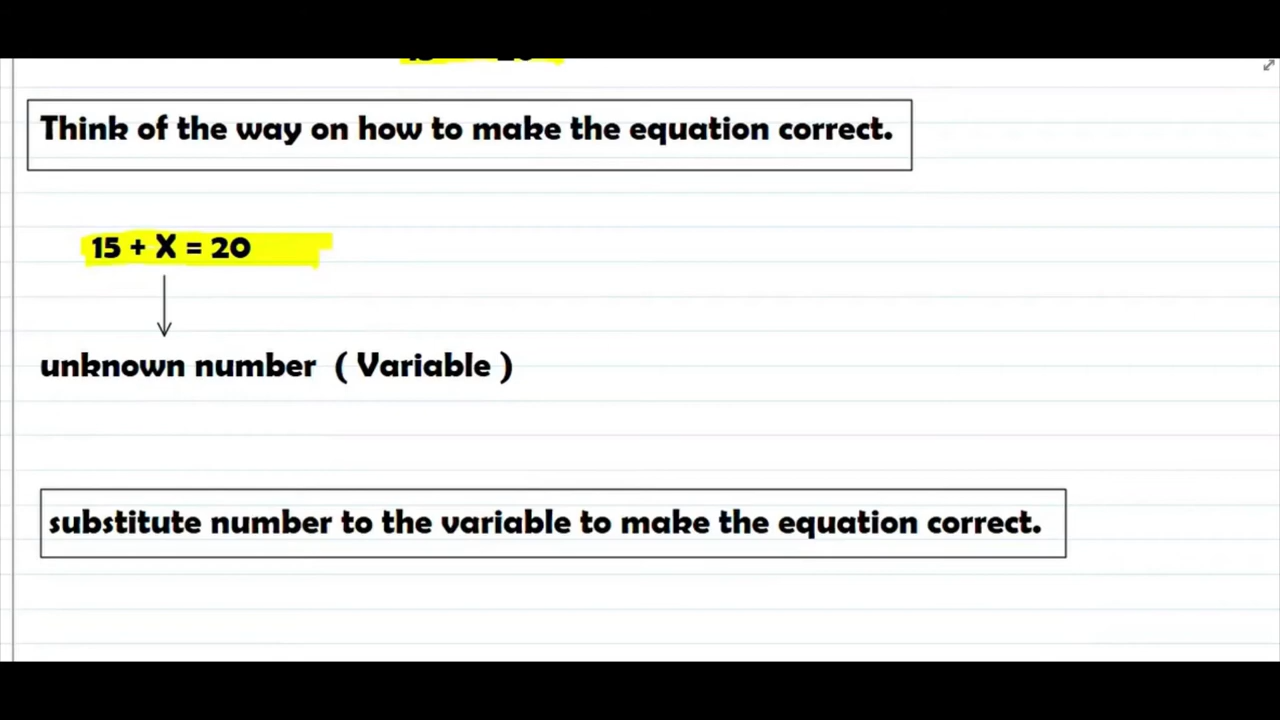 Think of the way on how to make the equation correct.
15 + X = 20
unknown number ( Variable )
substitute number to the variable to make the equation correct.